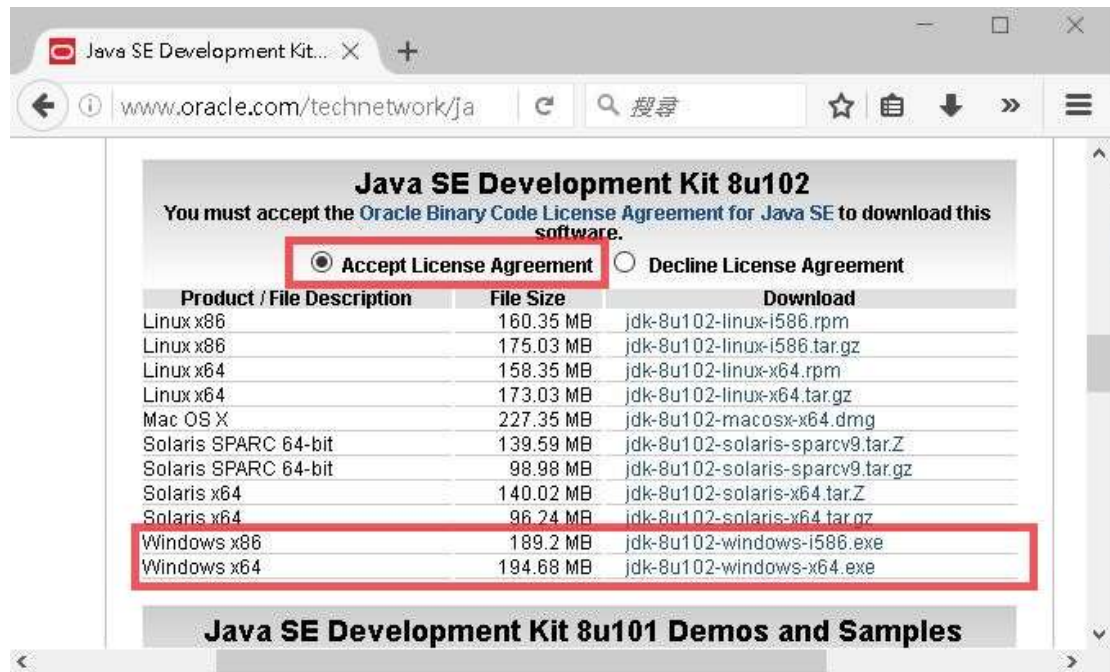 Java SE Development Kit...
www.oracle.com/technetwork/ja
搜尋
Java SE Development Kit 8u102
You must accept the Oracle Binary Code License Agreement for Java SE to download this
software.
Accept License Agreement Decline License Agreement
Product / File Description File Size Download
Linux x86 160.35 MB jdk-8u102-linux-i586.rpm
Linux x86 175.03 MB jdk-8u102-linux-i586.tar.gz
Linux x64 158.35 MB jdk-8u102-linux-x64.rpm
Linux x64 173.03 MB jdk-8u102-linux-x64.tar.gz
Mac OS X 227.35 MB jdk-8u102-macosx-x64.dmg
Solaris SPARC 64-bit 139.59 MB jdk-8u102-solaris-sparcv9.tar.Z
Solaris SPARC 64-bit 98.98 MB jdk-8u102-solaris-sparcv9.tar.gz
Solaris x64 140.02 MB jdk-8u102-solaris-x64.tar.Z
Solaris x64 96.24 MB jdk-8u102-solaris-x64.tar.gz
Windows x86 189.2 MB jdk-8u102-windows-i586.exe
Windows x64 194.68 MB jdk-8u102-windows-x64.exe
Java SE Development Kit 8u101 Demos and Samples